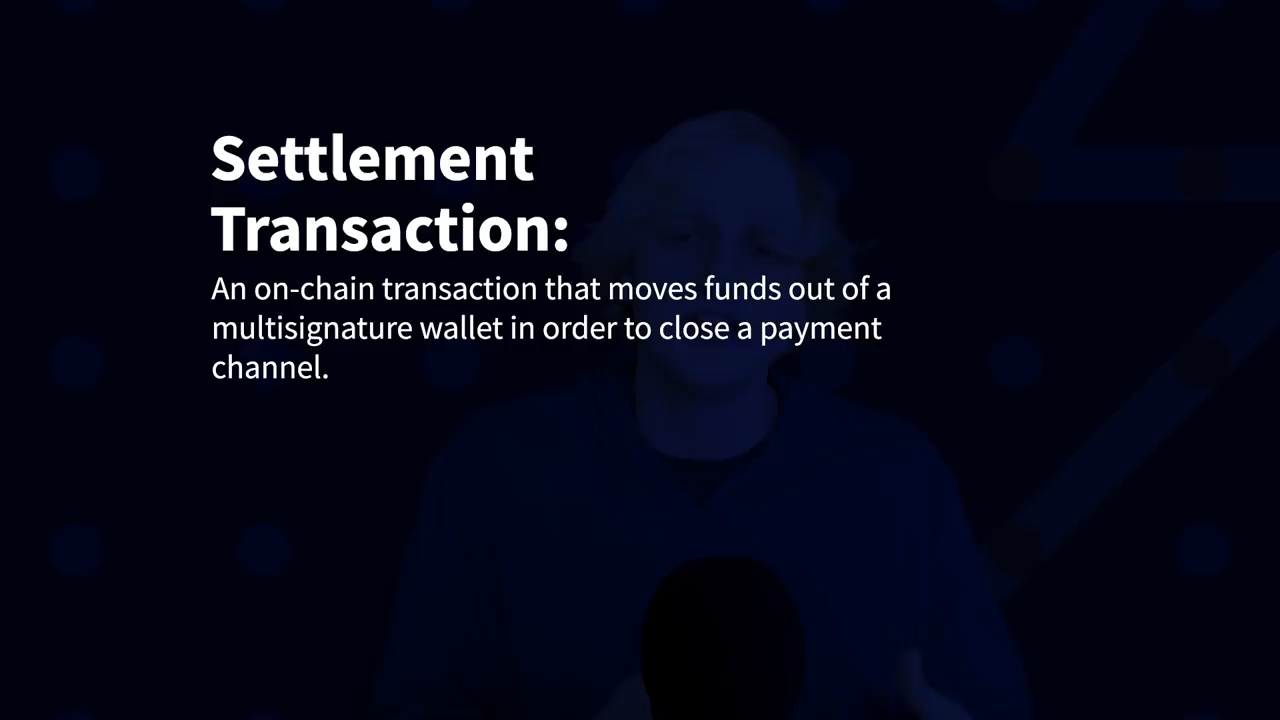 Settlement
Transaction:
An on-chain transaction that moves funds out of a
multisignature wallet in order to close a payment
channel.